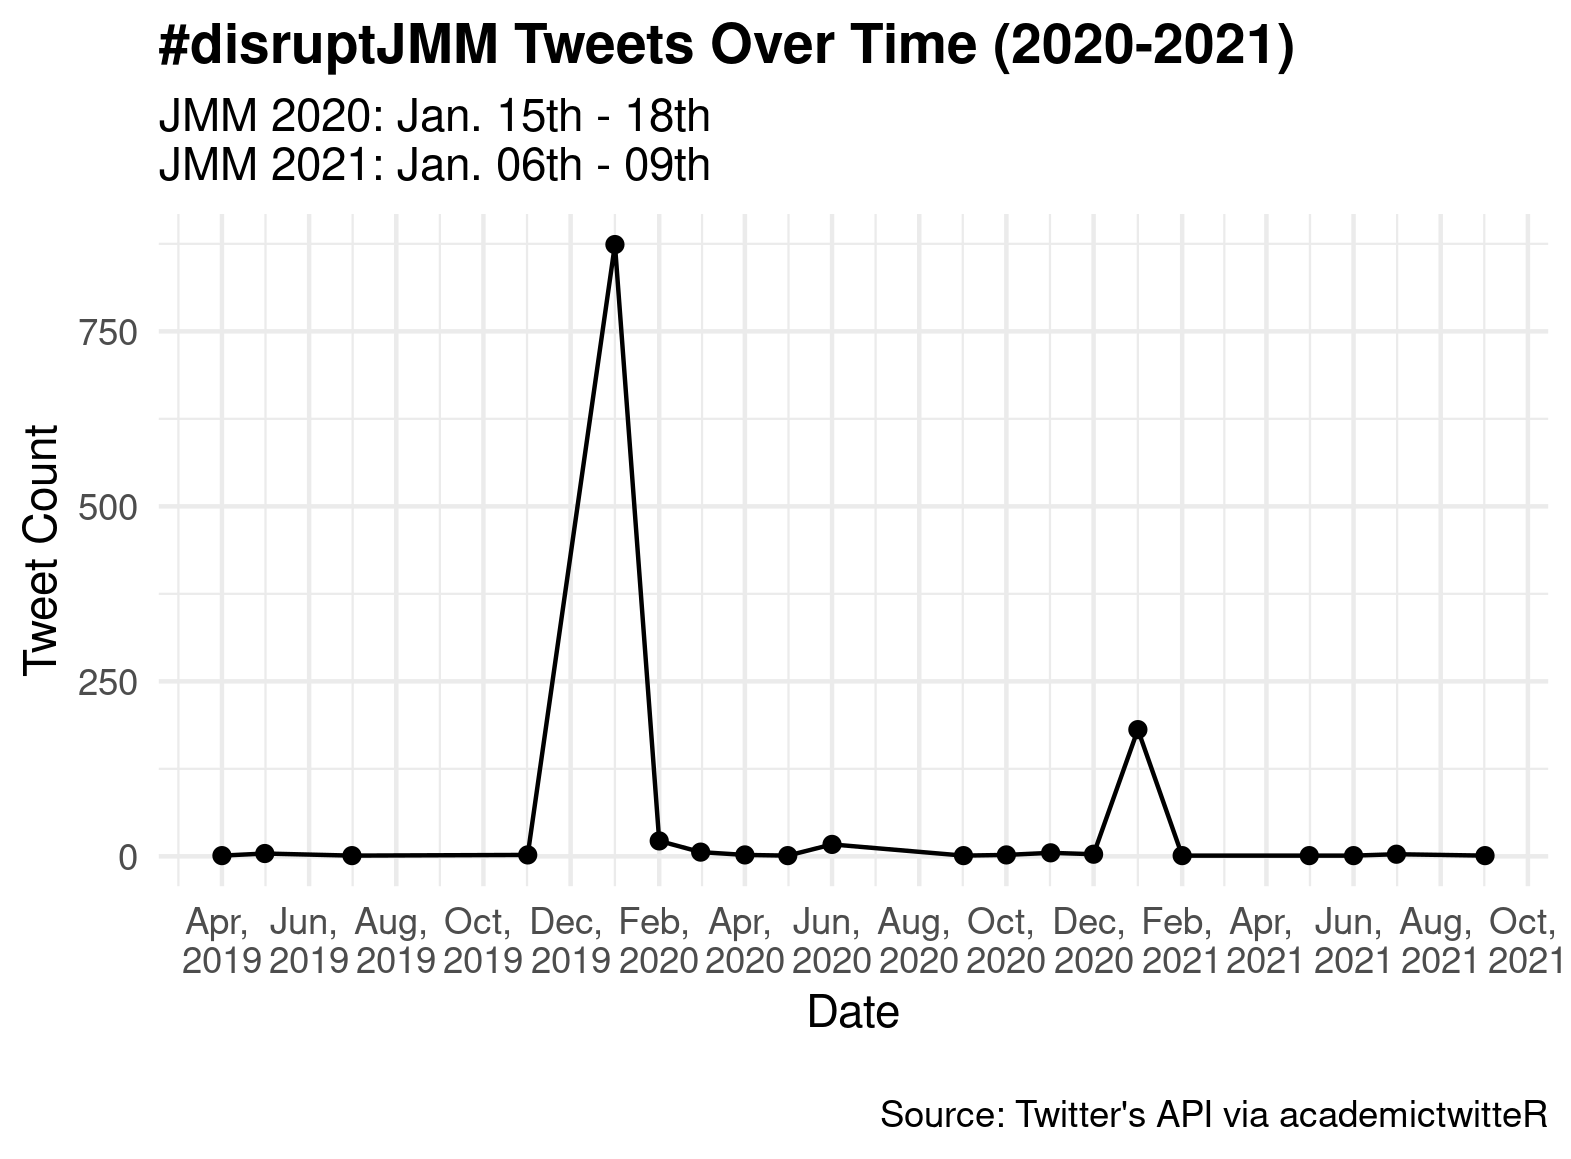 #disruptJMM Tweets Over Time (2020-2021)
JMM 2020: Jan. 15th - 18th
JMM 2021: Jan. 06th - 09th
Tweet Count
750
500
250
0
Apr, Jun, Aug, Oct, Dec, Feb, Apr, Jun, Aug, Oct, Dec, Feb, Apr, Jun, Aug, Oct,
2019 2019 2019 2019 2019 2020 2020 2020 2020 2020 2020 2021 2021 2021 2021 2021
Date
Source: Twitter's API via academictwitteR